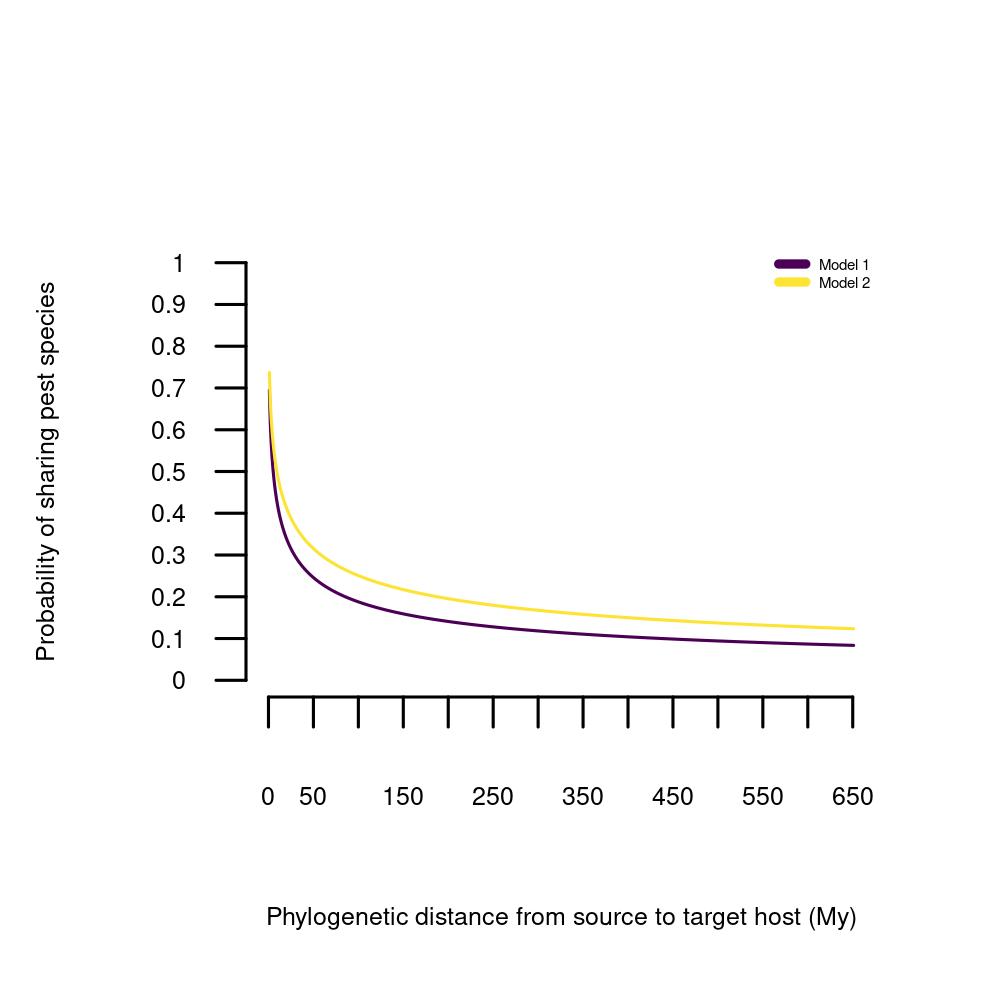 Probability of sharing pest species
1
0.9
0.8
0.7
0.6
0.5
0.4
0.3
0.2
0.1
0
Model 1
Model 2
0 50 150 250 350 450 550 650
Phylogenetic distance from source to target host (My)